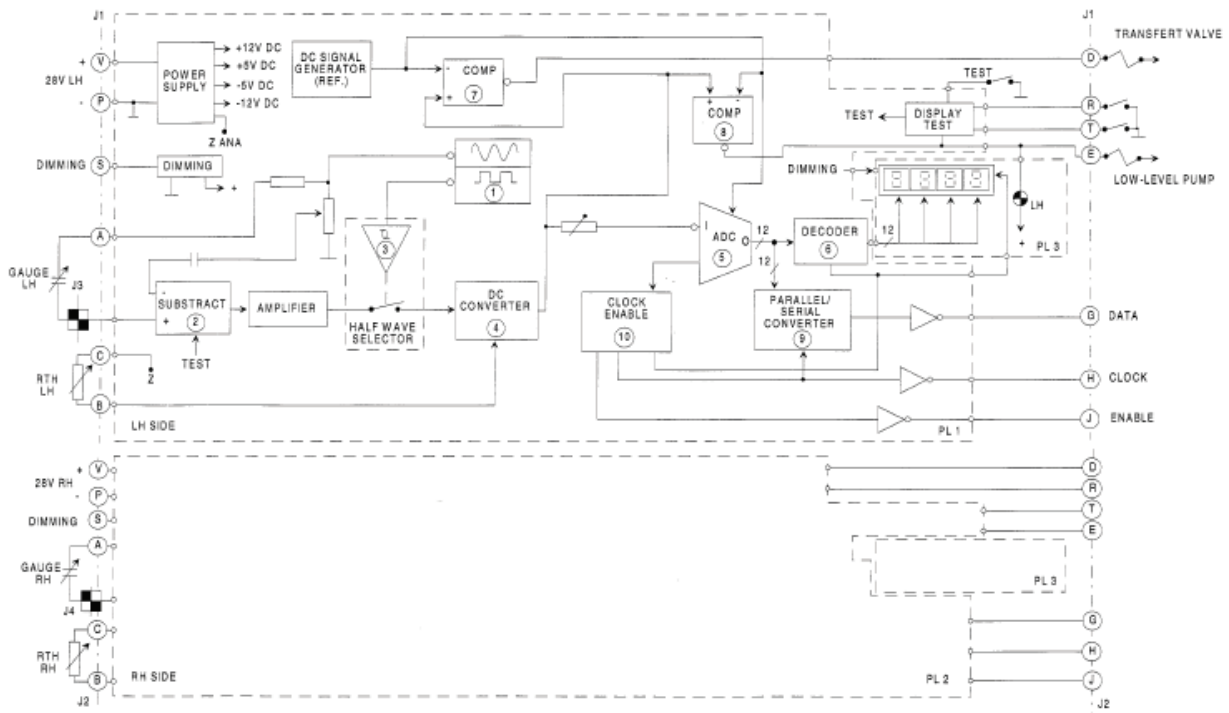 J1
J1
TRANSFERT VALVE
+ V
28V LH
- P
POWER SUPPLY
+12V DC
+5V DC
-5V DC
-12V DC
Z ANA
DC SIGNAL GENERATOR (REF.)
- COMP
+ 7
+ -
COMP
8
TEST
TEST
DISPLAY TEST
D
R
T
E
LOW-LEVEL PUMP
DIMMING S
DIMMING
+
1
DIMMING
8 8 8 8
LH
+
PL 3
A
GAUGE LH
J3
-
SUBSTRACT
+ 2
TEST
AMPLIFIER
3
HALF WAVE SELECTOR
DC CONVERTER
4
I ADC O
5
12
12
DECODER
6
12
CLOCK ENABLE
10
PARALLEL/ SERIAL CONVERTER
9
G DATA
H CLOCK
J ENABLE
C
Z
RTH LH
B
LH SIDE
PL 1
+ V
28V RH
- P
DIMMING S
A
GAUGE RH
J4
C
RTH RH
B
J2
RH SIDE
PL 2
PL 3
D
R
T
E
G
H
J
J2